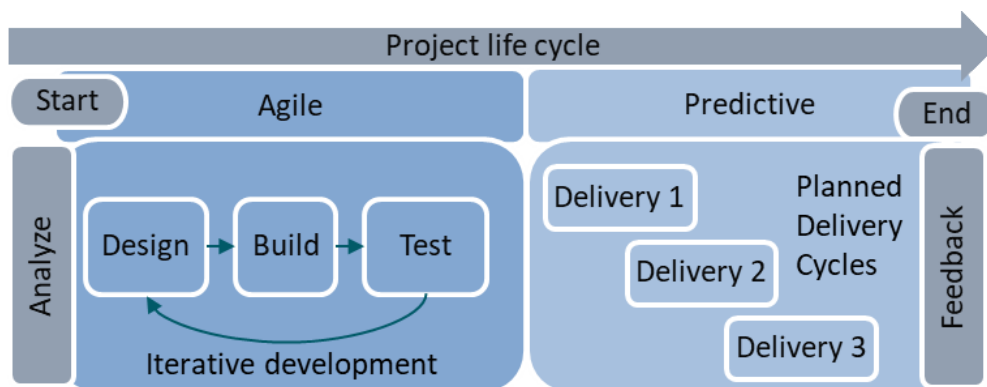 Project life cycle
Start
Agile
Predictive
End
Analyze
Design
Build
Test
Iterative development
Delivery 1
Delivery 2
Delivery 3
Planned
Delivery
Cycles
Feedback